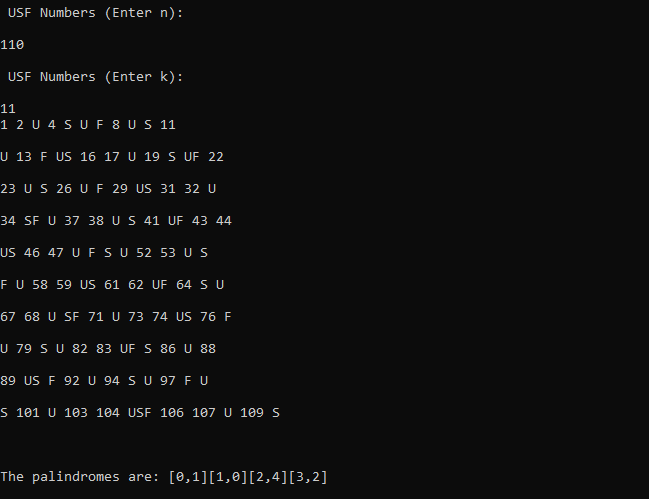 USF Numbers (Enter n):
110
USF Numbers (Enter k):
11
1 2 U 4 S U F 8 U S 11
U 13 F US 16 17 U 19 S UF 22
23 U S 26 U F 29 US 31 32 U
34 SF U 37 38 U S 41 UF 43 44
US 46 47 U F S U 52 53 U S
F U 58 59 US 61 62 UF 64 S U
67 68 U SF 71 U 73 74 US 76 F
U 79 S U 82 83 UF S 86 U 88
89 US F 92 U 94 S U 97 F U
S 101 U 103 104 USF 106 107 U 109 S
The palindromes are: [0,1][1,0][2,4][3,2]